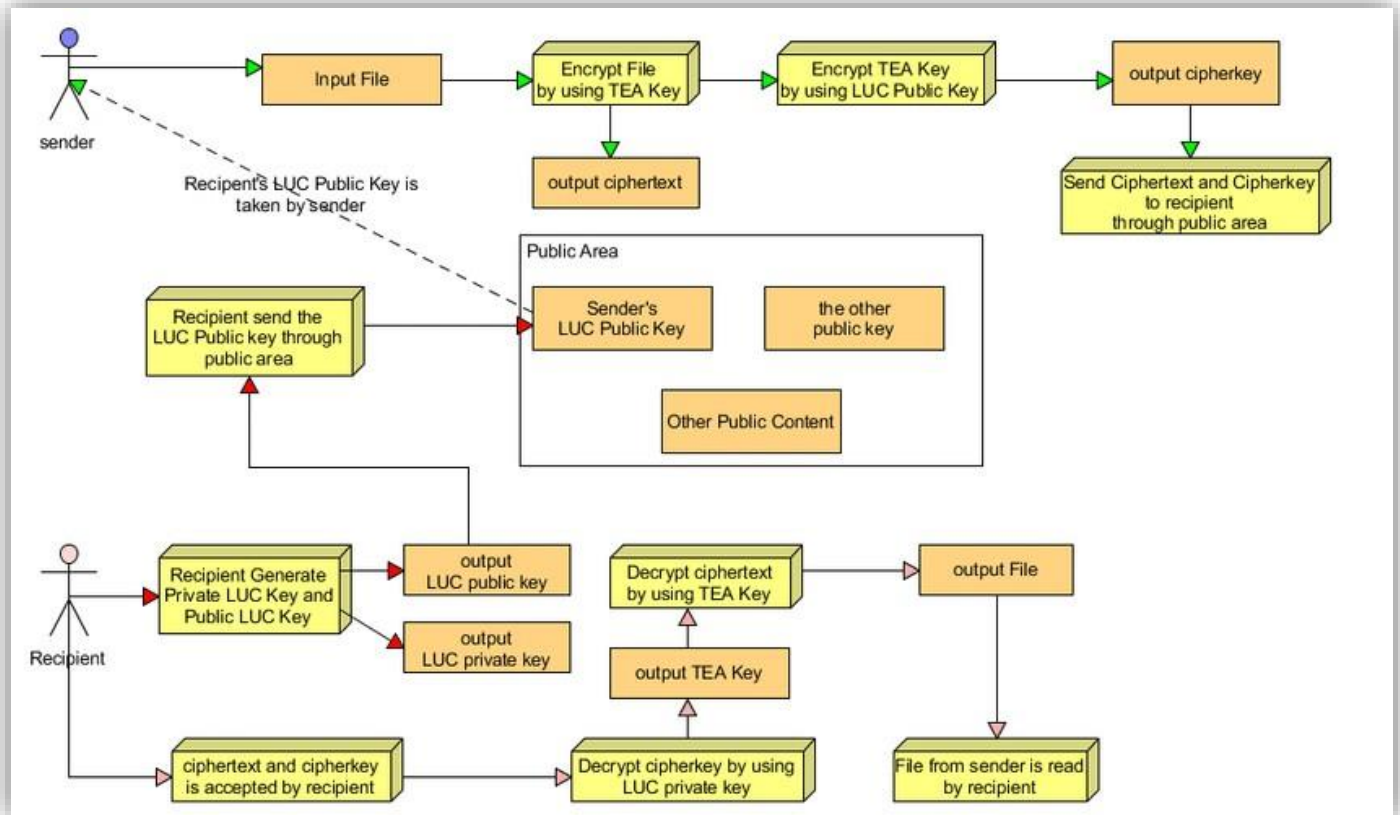 sender
Input File
Encrypt File
by using TEA Key
Encrypt TEA Key
by using LUC Public Key
output cipherkey
output ciphertext
Send Ciphertext and Cipherkey
to recipient
through public area
Recipent's LUC Public Key is
taken by sender
Public Area
Sender's
LUC Public Key
the other
public key
Other Public Content
Recipient send the
LUC Public key through
public area
Recipient
Recipient Generate
Private LUC Key and
Public LUC Key
output
LUC public key
output
LUC private key
Decrypt ciphertext
by using TEA Key
output File
output TEA Key
ciphertext and cipherkey
is accepted by recipient
Decrypt cipherkey by using
LUC private key
File from sender is read
by recipient